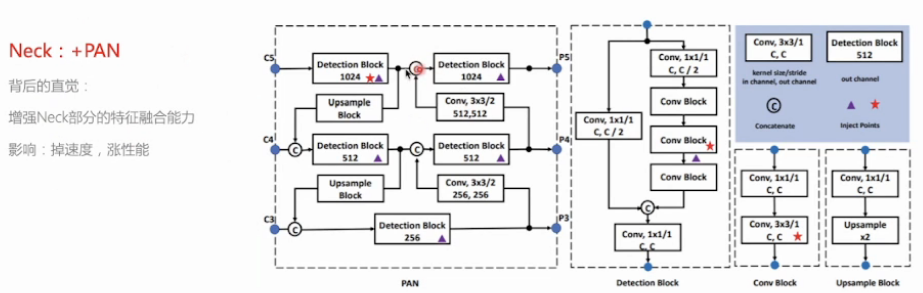 Neck：+PAN
背后的直觉：
增强Neck部分的特征融合能力
影响：掉速度，涨性能
C5
Detection Block
1024
C
Detection Block
1024
P5
Upsample
Block
Conv, 3x3/2
512,512
C4
C
Detection Block
512
C
Detection Block
512
P4
Upsample
Block
Conv, 3x3/2
256, 256
C3
C
Detection Block
256
P3
PAN
Conv, 1x1/1
C, C / 2
Conv, 1x1/1
C, C / 2
Conv Block
Conv Block
Conv Block
C
Conv, 1x1/1
C, C
Detection Block
Conv, 3x3/1
C, C
kernel size/stride
in channel, out channel
Detection Block
512
out channel
C
Concatenate
Inject Points
Conv, 1x1/1
C, C
Conv, 3x3/1
C, C
Conv Block
Conv, 1x1/1
C, C
Upsample
x2
Upsample Block